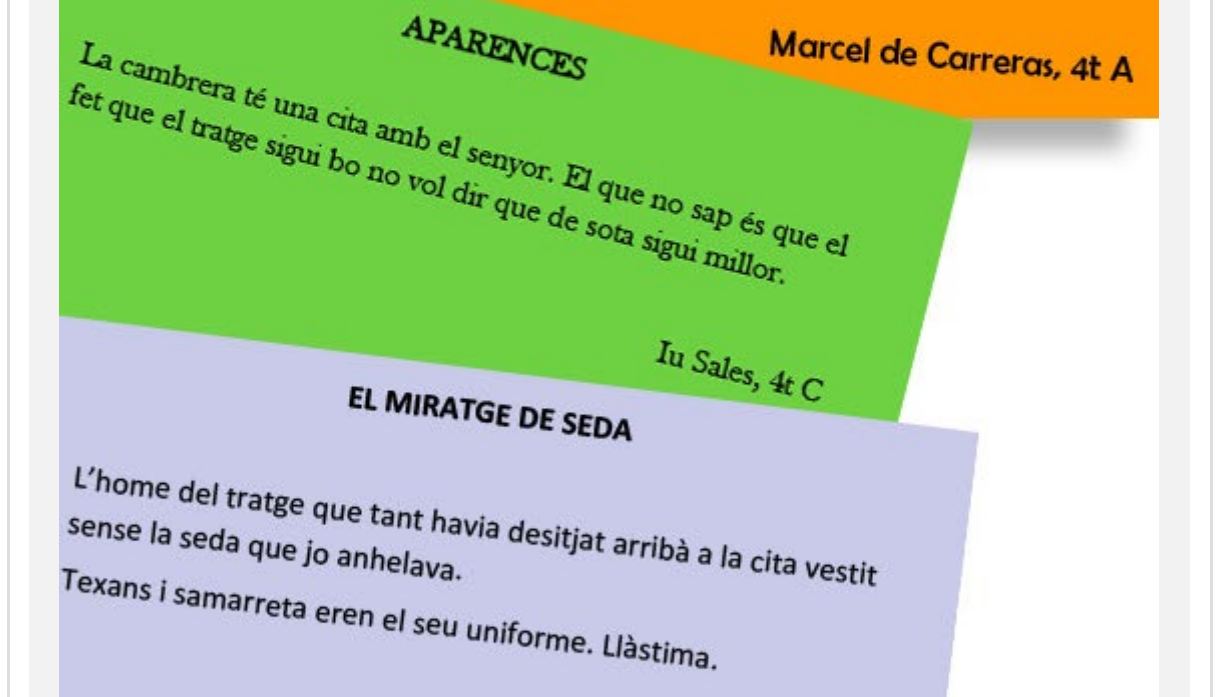 Marcel de Carreras, 4t A
APARENCES
La cambrera té una cita amb el senyor. El que no sap és que el
fet que el tratge sigui bo no vol dir que de sota sigui millor.
Iu Sales, 4t C
EL MIRATGE DE SEDA
L'home del tratge que tant havia desitjat arribà a la cita vestit
sense la seda que jo anhelava.
Texans i samarreta eren el seu uniforme. Llàstima.